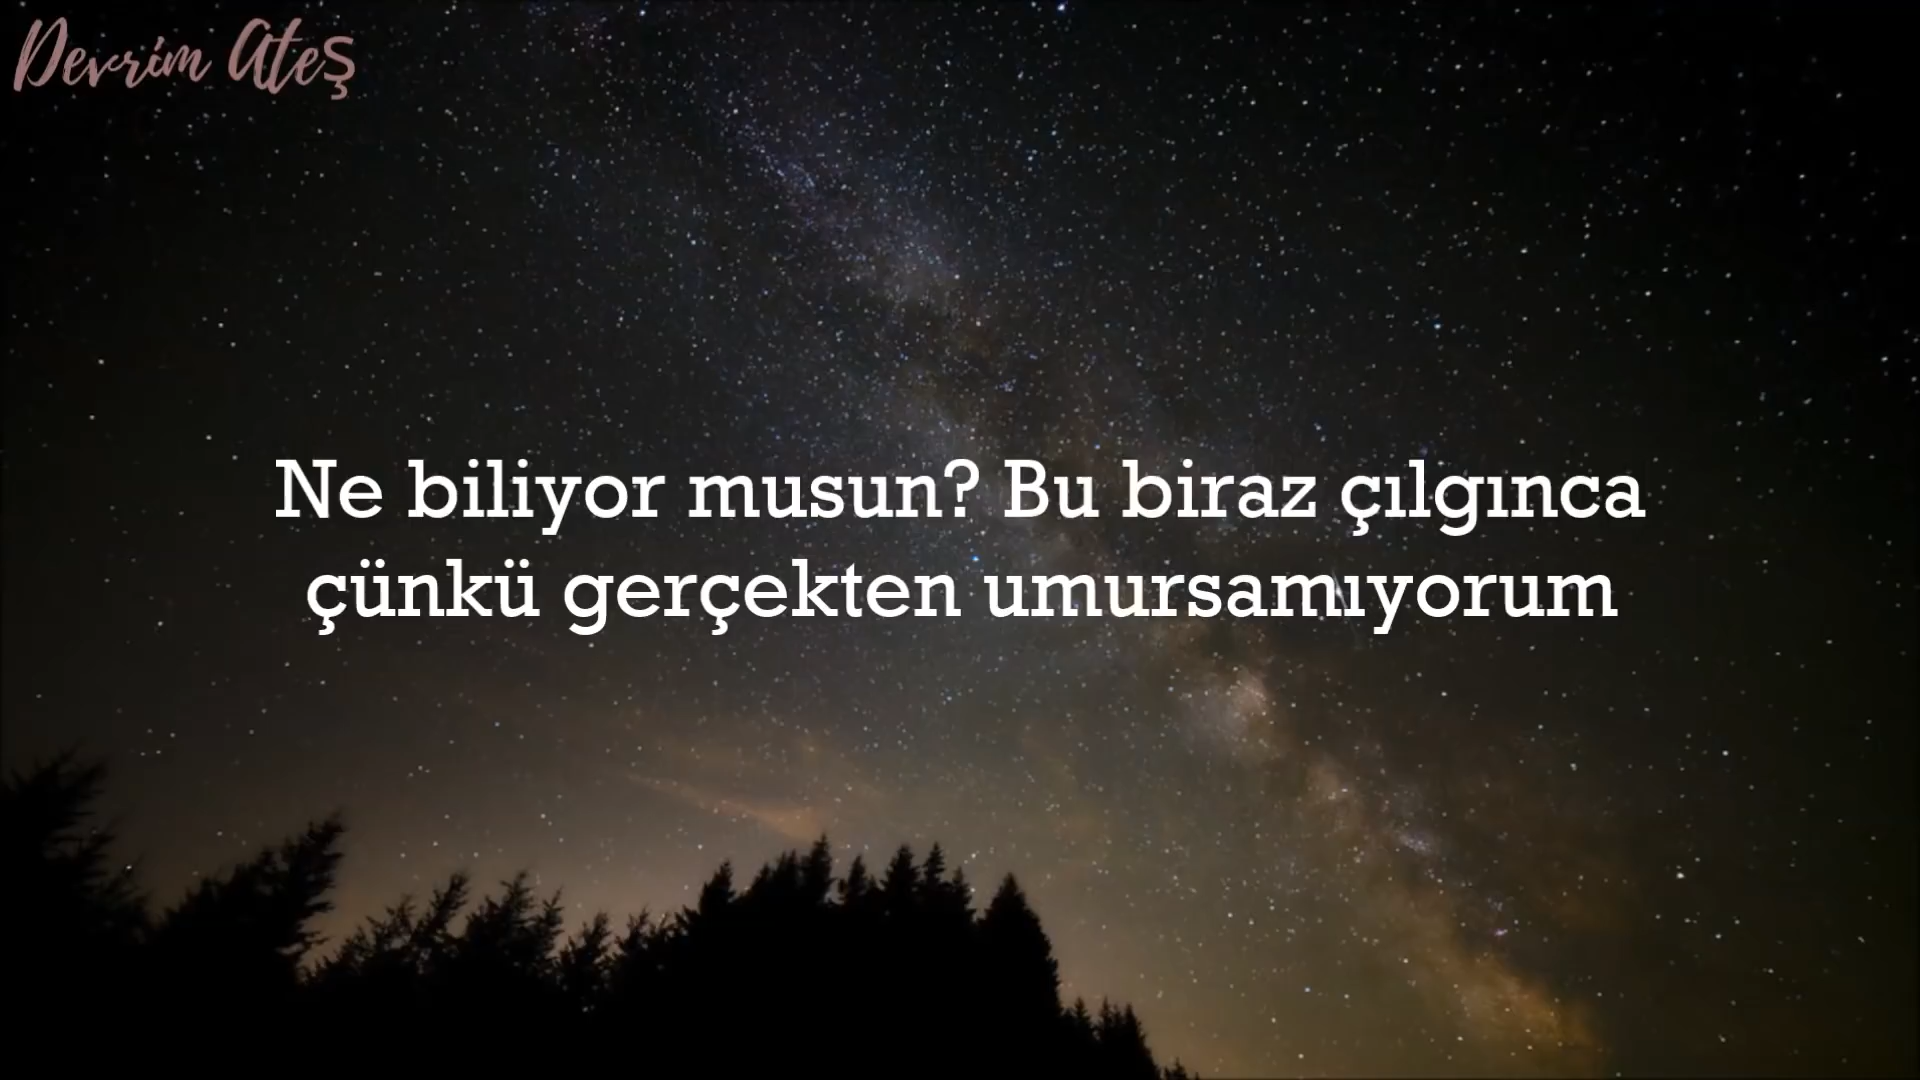 Devrim Ateş
Ne biliyor musun? Bu biraz çılgınca
çünkü gerçekten umursamıyorum